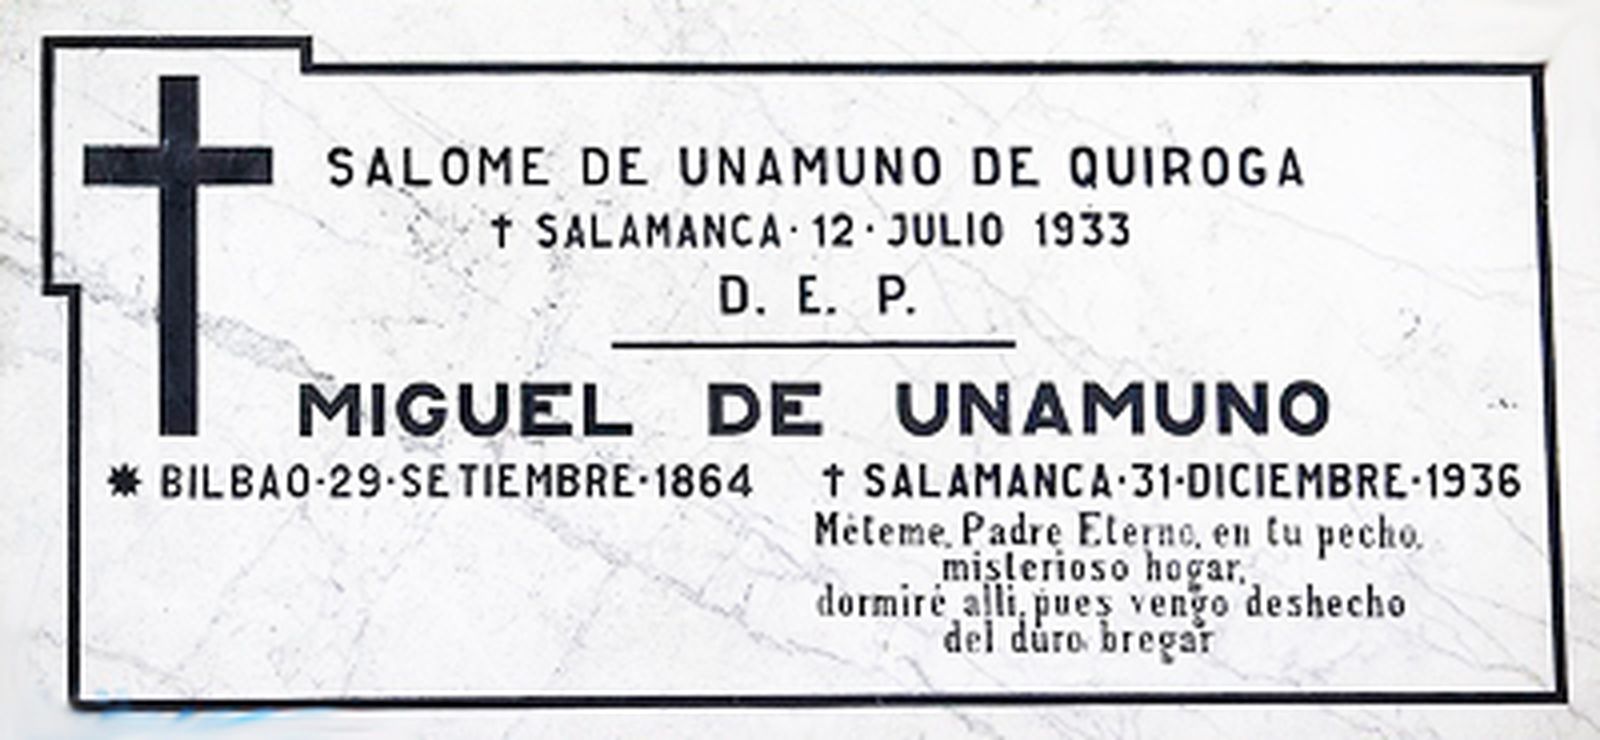 SALOME DE UNAMUNO DE QUIROGA
† SALAMANCA·12·JULIO 1933
D. E. P.
MIGUEL DE UNAMUNO
✷ BILBAO·29·SETIEMBRE·1864 † SALAMANCA·31·DICIEMBRE·1936
Méteme, Padre Eterno, en tu pecho,
misterioso hogar,
dormiré alli, pues vengo deshecho
del duro bregar